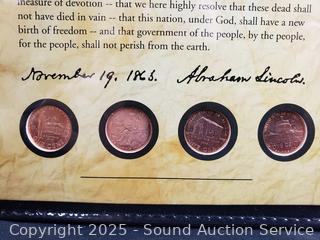 measure of devotion -- that we here highly resolve that these dead shall
not have died in vain -- that this nation, under God, shall have a new
birth of freedom -- and that government of the people, by the people,
for the people, shall not perish from the earth.
November 19, 1863. Abraham Lincoln.
Copyright 2025 - Sound Auction Service